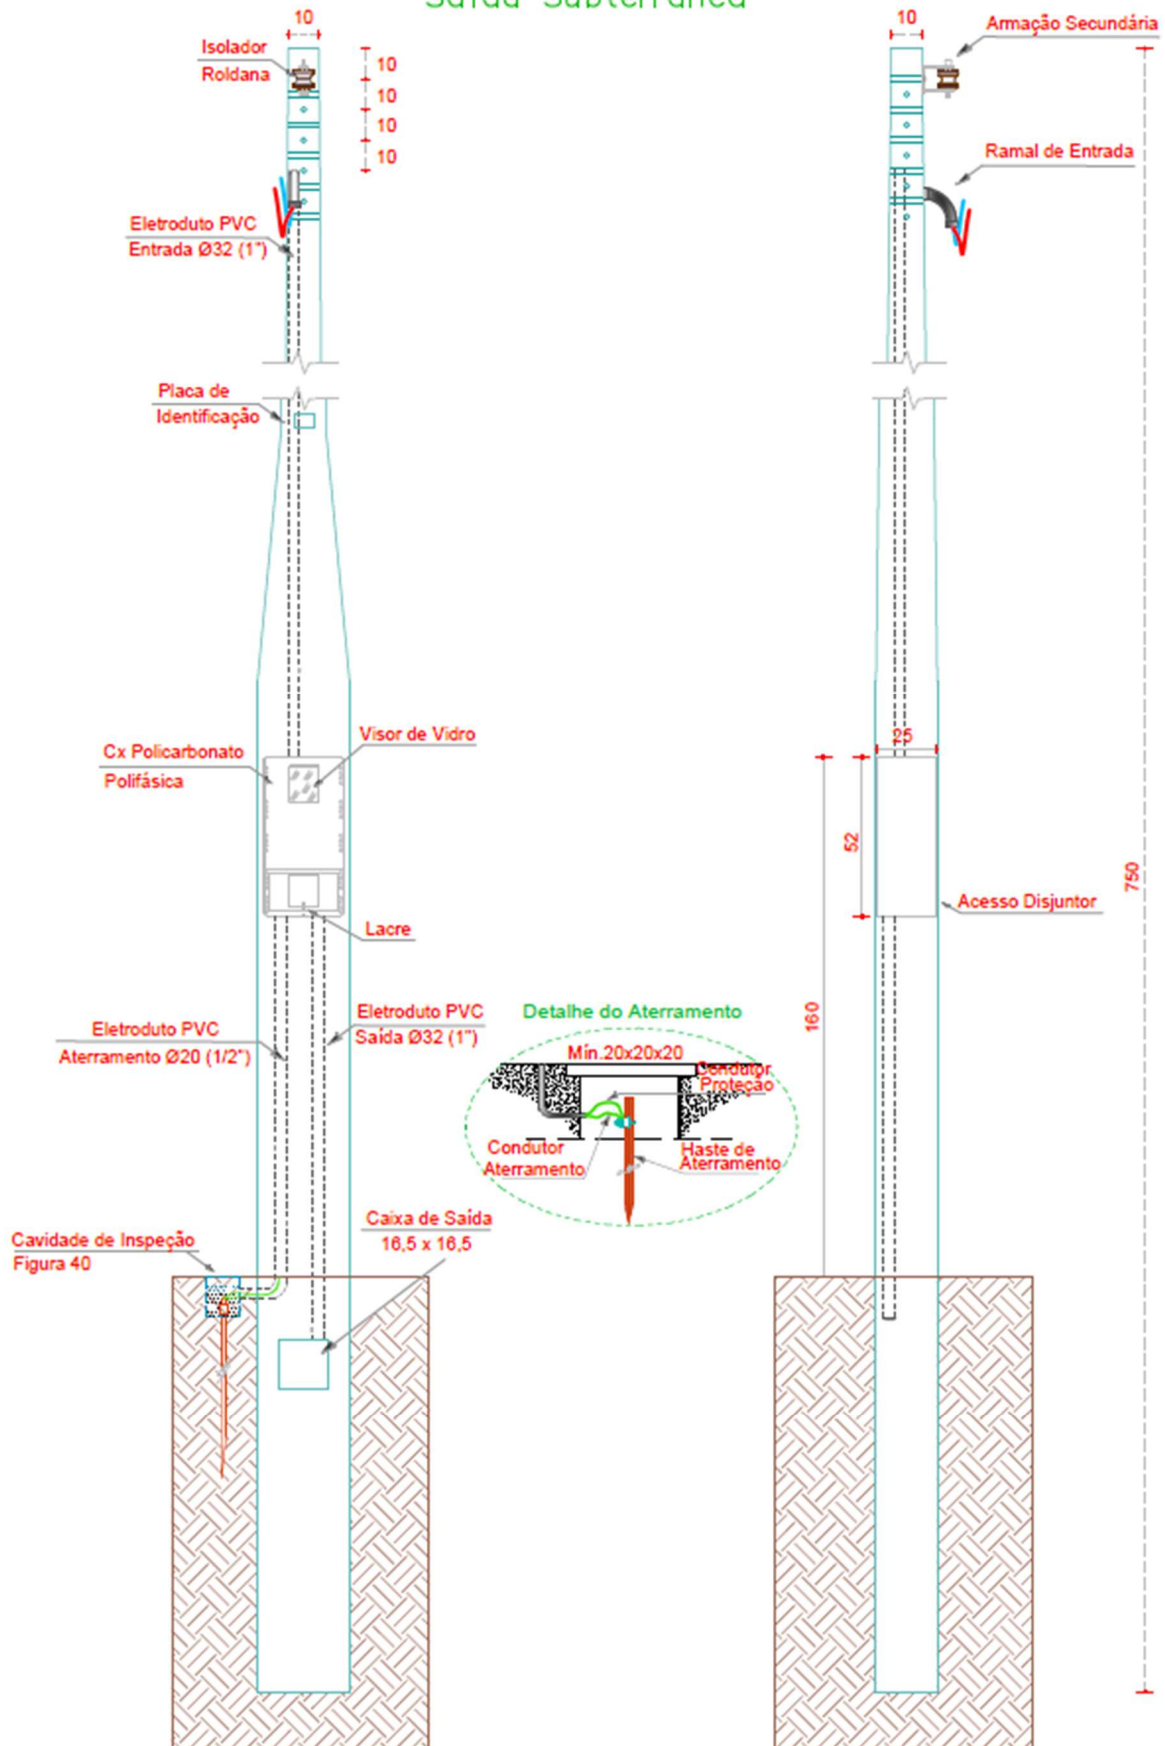 Saída Subterrânea
10
Isolador
Roldana
10
10
10
10
Eletroduto PVC
Entrada Ø32 (1")
Placa de
Identificação
Cx Policarbonato
Polifásica
Visor de Vidro
Lacre
Eletroduto PVC
Aterramento Ø20 (1/2")
Eletroduto PVC
Saída Ø32 (1")
Cavidade de Inspeção
Figura 40
Caixa de Saída
16,5 x 16,5
Detalhe do Aterramento
Mín.20x20x20
Condutor
Proteção
Condutor
Aterramento
Haste de
Aterramento
10
Armação Secundária
Ramal de Entrada
25
52
160
750
Acesso Disjuntor